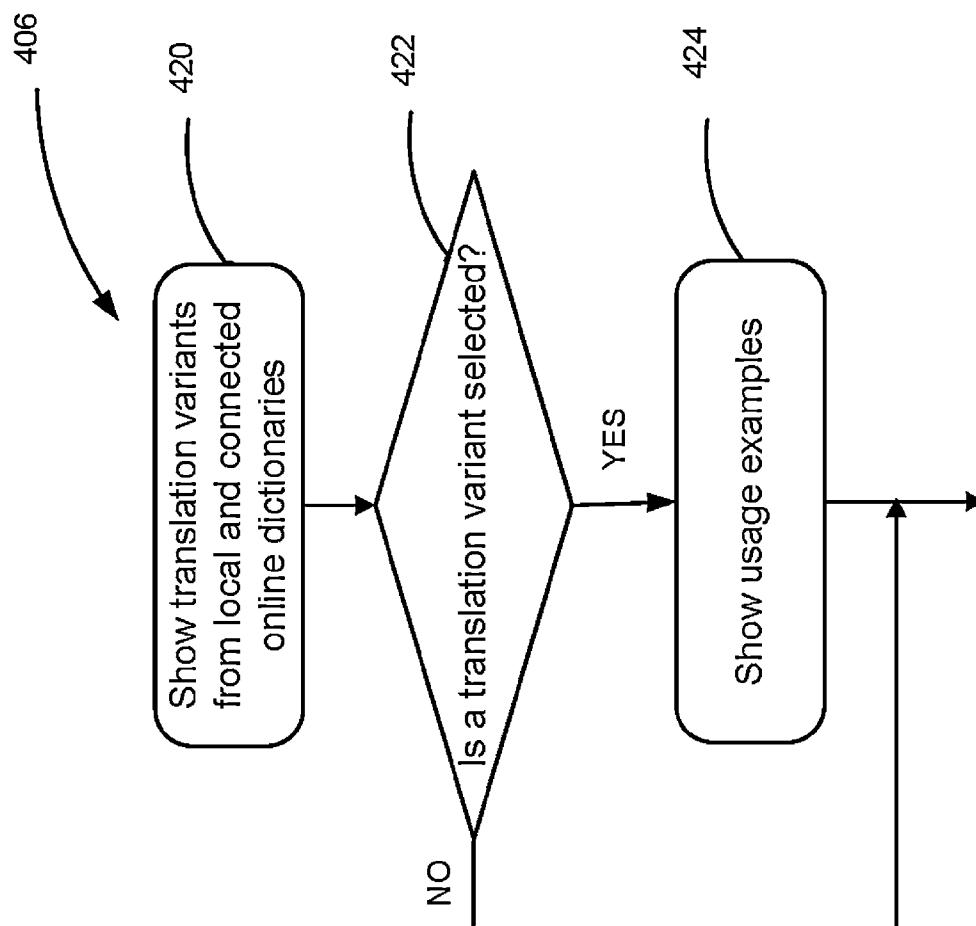 406
420
Show translation variants
from local and connected
online dictionaries
422
Is a translation variant selected?
NO
YES
424
Show usage examples